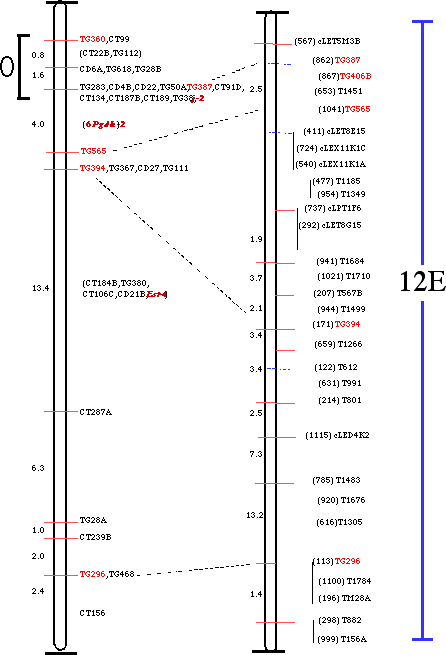 TG360,CT99
0.8
(CT22B,TG112)
1.6
CD6A,TG618,TG28B
O
TG283,CD4B,CD22,TG50A,TG387,CT91D,
CT134,CT187B,CT189,TG36
4.0
TG565
TG394,TG367,CD27,TG111
13.4
(CT184B,TG380,
CT106C,CD21B,
CT287A
6.3
TG28A
1.0
CT239B
2.0
TG296,TG468
2.4
CT156
(567) cLET5M3B
(862) TG387
(867) TG406B
2.5
(653) T1451
(1041) TG565
(411) cLET8E15
(724) cLEX11K1C
(540) cLEX11K1A
(477) T1185
(954) T1349
(737) cLPT1F6
(292) cLET8G15
1.9
(941) T1684
3.7
(1021) T1710
(207) T567B
2.1
(944) T1499
(171) TG394
3.4
(659) T1266
3.4
(122) T612
(631) T991
(214) T801
2.5
(1115) cLED4K2
7.3
(785) T1483
(920) T1676
13.2
(616)T1305
(113) TG296
(1100) T1784
1.4
(196) TM28A
(298) T882
(999) T156A
12E